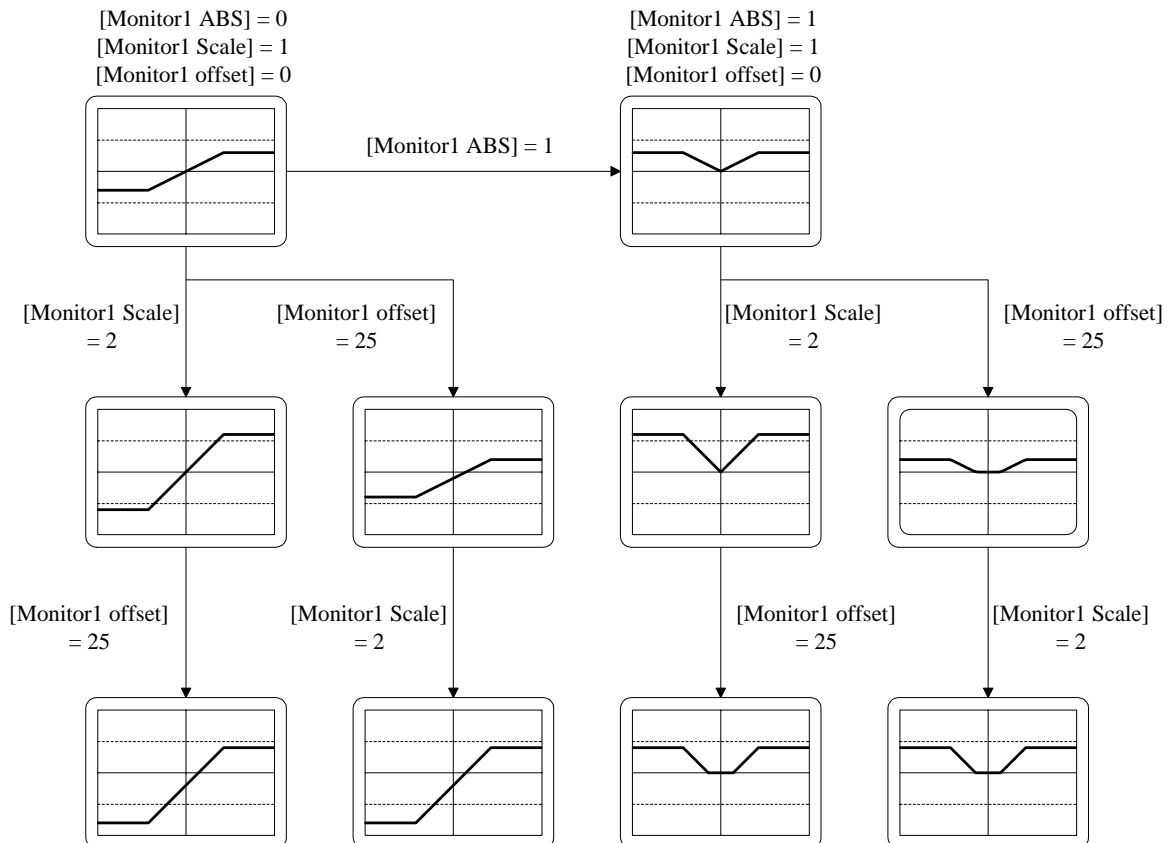 [Monitor1 ABS] = 0
[Monitor1 Scale] = 1
[Monitor1 offset] = 0
[Monitor1 ABS] = 1
[Monitor1 Scale] = 1
[Monitor1 offset] = 0
[Monitor1 ABS] = 1
[Monitor1 Scale]
= 2
[Monitor1 offset]
= 25
[Monitor1 Scale]
= 2
[Monitor1 offset]
= 25
[Monitor1 offset]
= 25
[Monitor1 Scale]
= 2
[Monitor1 offset]
= 25
[Monitor1 Scale]
= 2